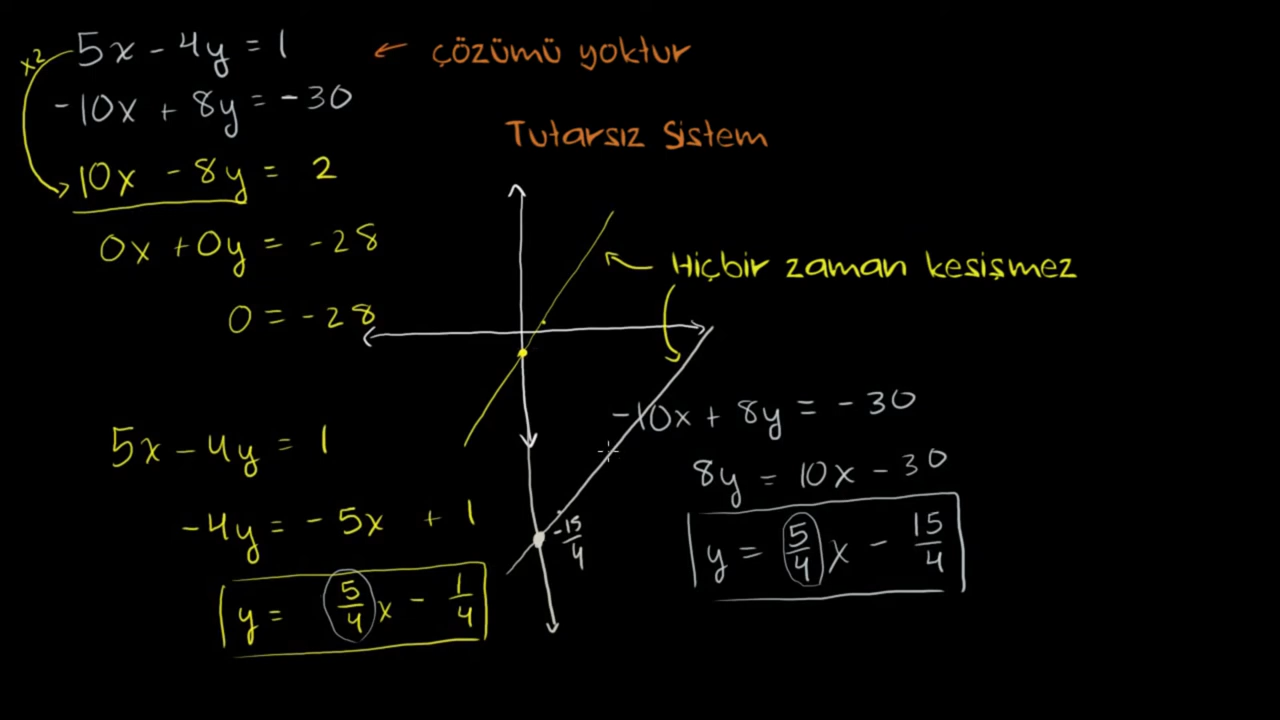 x2
5x - 4y = 1 ← çözümü yoktur
-10x + 8y = -30
Tutarsız Sistem
10x - 8y = 2
0x + 0y = -28
Hiçbir zaman kesişmez
0 = -28
-10x + 8y = -30
5x - 4y = 1
8y = 10x - 30
-4y = -5x + 1
-15/4
y = 5/4 x - 15/4
y = 5/4 x - 1/4